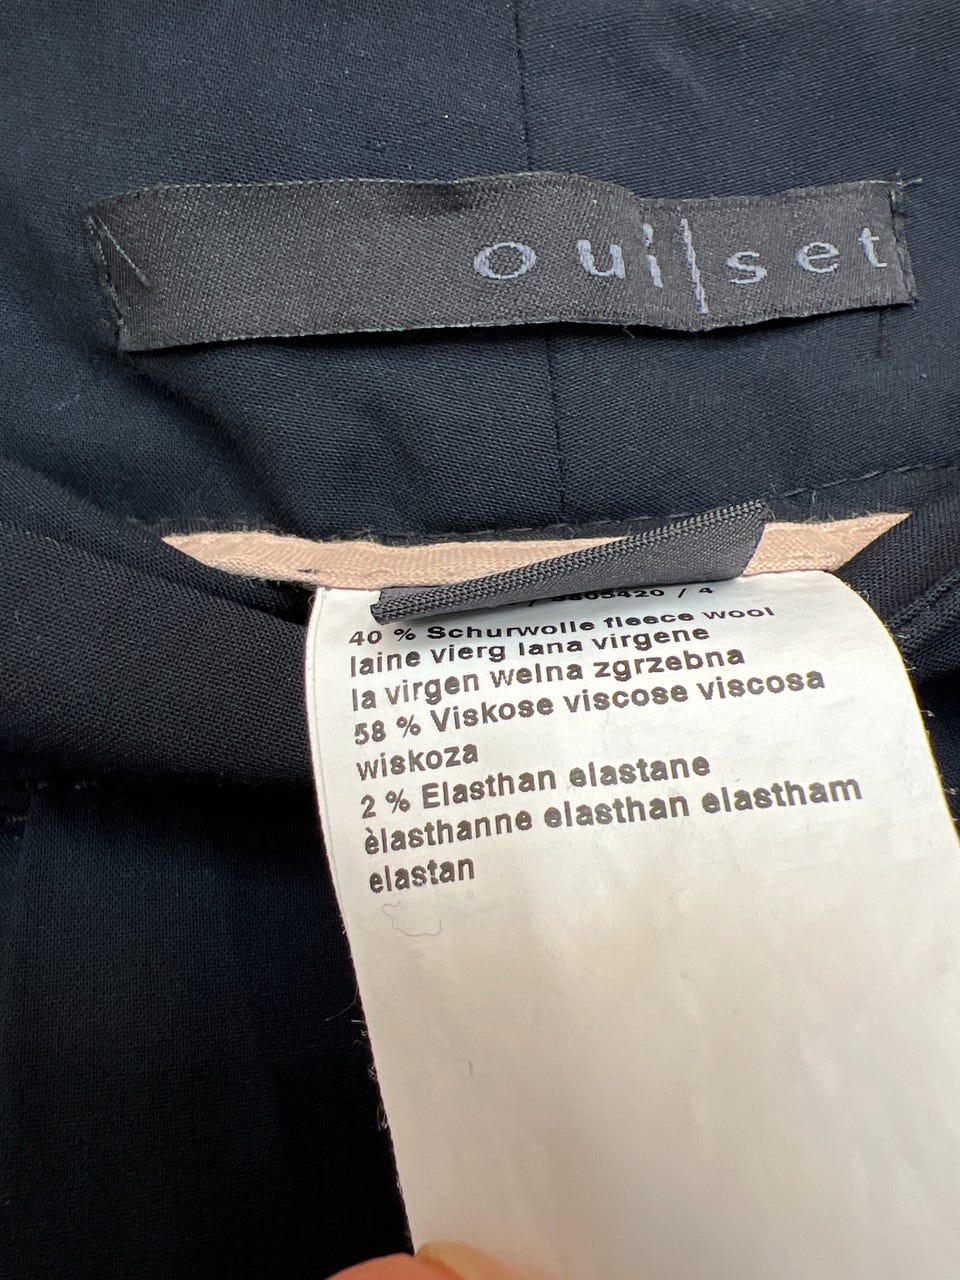 oui|set
/ 4
40 % Schurwolle fleece wool
laine vierg lana virgene
la virgen welna zgrzebna
58 % Viskose viscose viscosa
wiskoza
2 % Elasthan elastane
èlasthanne elasthan elastham
elastan